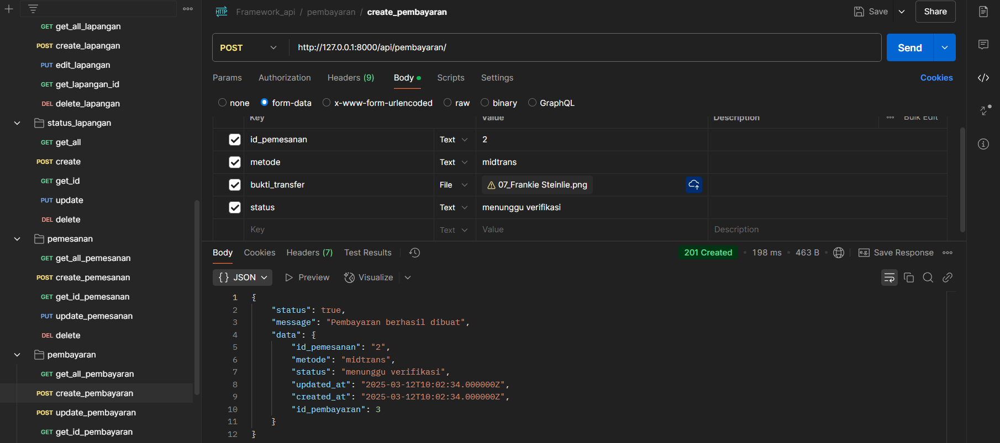 GET get_all_lapangan
POST create_lapangan
PUT edit_lapangan
GET get_lapangan_id
DEL delete_lapangan
status_lapangan
GET get_all
POST create
GET get_id
PUT update
DEL delete
pemesanan
GET get_all_pemesanan
POST create_pemesanan
GET get_id_pemesanan
PUT update_pemesanan
DEL delete
pembayaran
GET get_all_pembayaran
POST create_pembayaran
POST update_pembayaran
GET get_id_pembayaran
HTTP Framework_api / pembayaran / create_pembayaran
Save Share
POST http://127.0.0.1:8000/api/pembayaran/ Send
Params Authorization Headers (9) Body Scripts Settings Cookies
none form-data x-www-form-urlencoded raw binary GraphQL
Key Value Description Bulk Edit
id_pemesanan Text 2
metode Text midtrans
bukti_transfer File 07_Frankie Steinlie.png
status Text menunggu verifikasi
Key Text Value Description
Body Cookies Headers (7) Test Results 201 Created • 198 ms • 463 B • e.g. Save Response
{} JSON Preview Visualize
1 {
2 "status": true,
3 "message": "Pembayaran berhasil dibuat",
4 "data": {
5 "id_pemesanan": "2",
6 "metode": "midtrans",
7 "status": "menunggu verifikasi",
8 "updated_at": "2025-03-12T10:02:34.000000Z",
9 "created_at": "2025-03-12T10:02:34.000000Z",
10 "id_pembayaran": 3
11 }
12 }